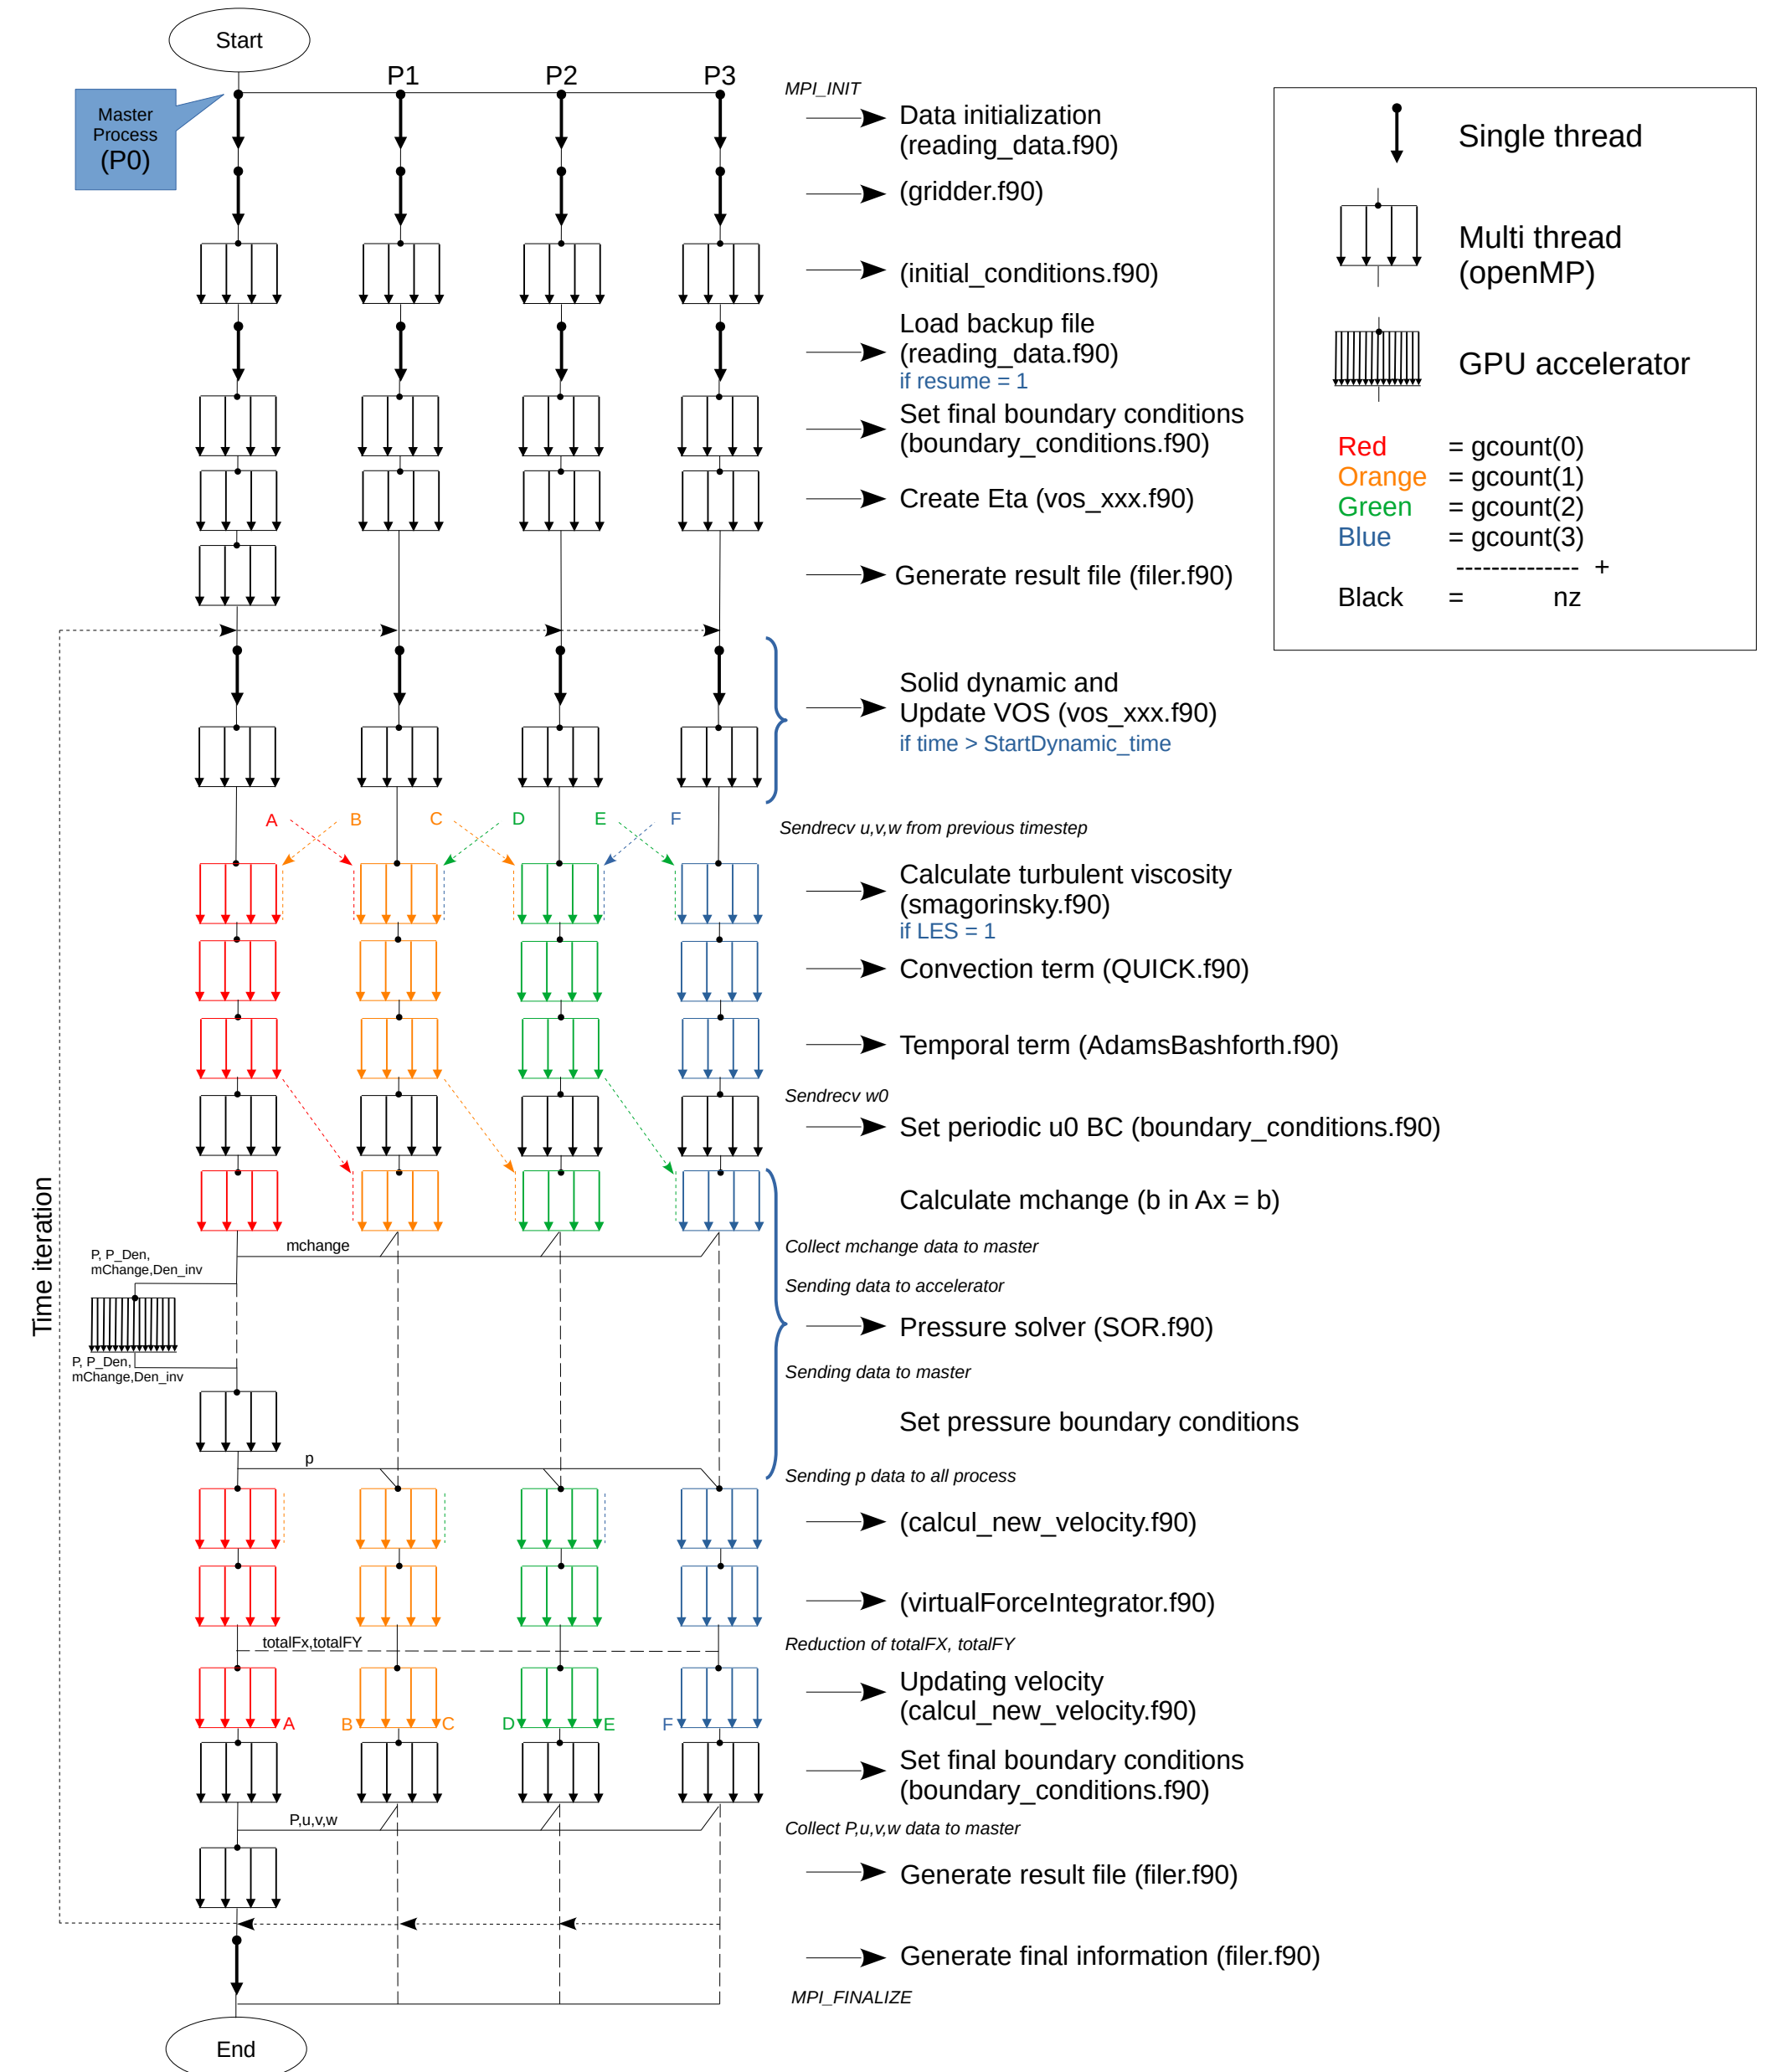 Start
P1
P2
P3
Master
Process
(P0)
MPI_INIT
Data initialization
(reading_data.f90)
(gridder.f90)
(initial_conditions.f90)
Load backup file
(reading_data.f90)
if resume = 1
Set final boundary conditions
(boundary_conditions.f90)
Create Eta (vos_xxx.f90)
Generate result file (filer.f90)
Single thread
Multi thread
(openMP)
GPU accelerator
Red = gcount(0)
Orange = gcount(1)
Green = gcount(2)
Blue = gcount(3)
-------------- +
Black = nz
Solid dynamic and
Update VOS (vos_xxx.f90)
if time > StartDynamic_time
A B C D E F
Sendrecv u,v,w from previous timestep
Calculate turbulent viscosity
(smagorinsky.f90)
if LES = 1
Convection term (QUICK.f90)
Temporal term (AdamsBashforth.f90)
Sendrecv w0
Set periodic u0 BC (boundary_conditions.f90)
Calculate mchange (b in Ax = b)
Time iteration
mchange
Collect mchange data to master
P, P_Den,
mChange,Den_inv
Sending data to accelerator
Pressure solver (SOR.f90)
P, P_Den,
mChange,Den_inv
Sending data to master
Set pressure boundary conditions
p
Sending p data to all process
(calcul_new_velocity.f90)
(virtualForceIntegrator.f90)
totalFx,totalFY
Reduction of totalFX, totalFY
Updating velocity
(calcul_new_velocity.f90)
A B C D E F
Set final boundary conditions
(boundary_conditions.f90)
P,u,v,w
Collect P,u,v,w data to master
Generate result file (filer.f90)
Generate final information (filer.f90)
MPI_FINALIZE
End